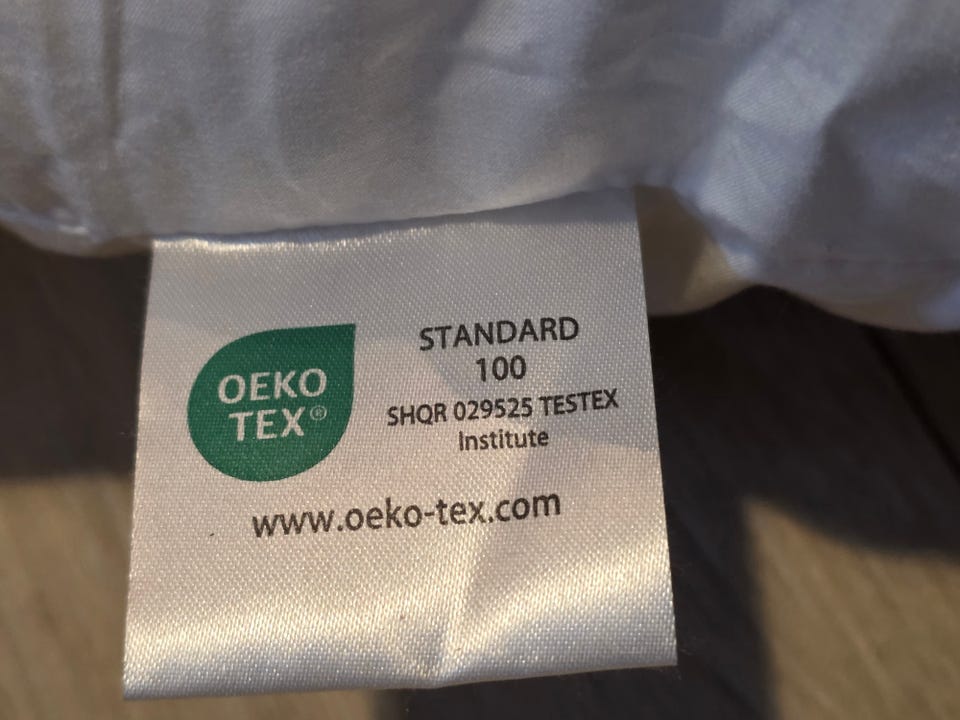 OEKO
TEX®
STANDARD
100
SHQR 029525 TESTEX
Institute
www.oeko-tex.com